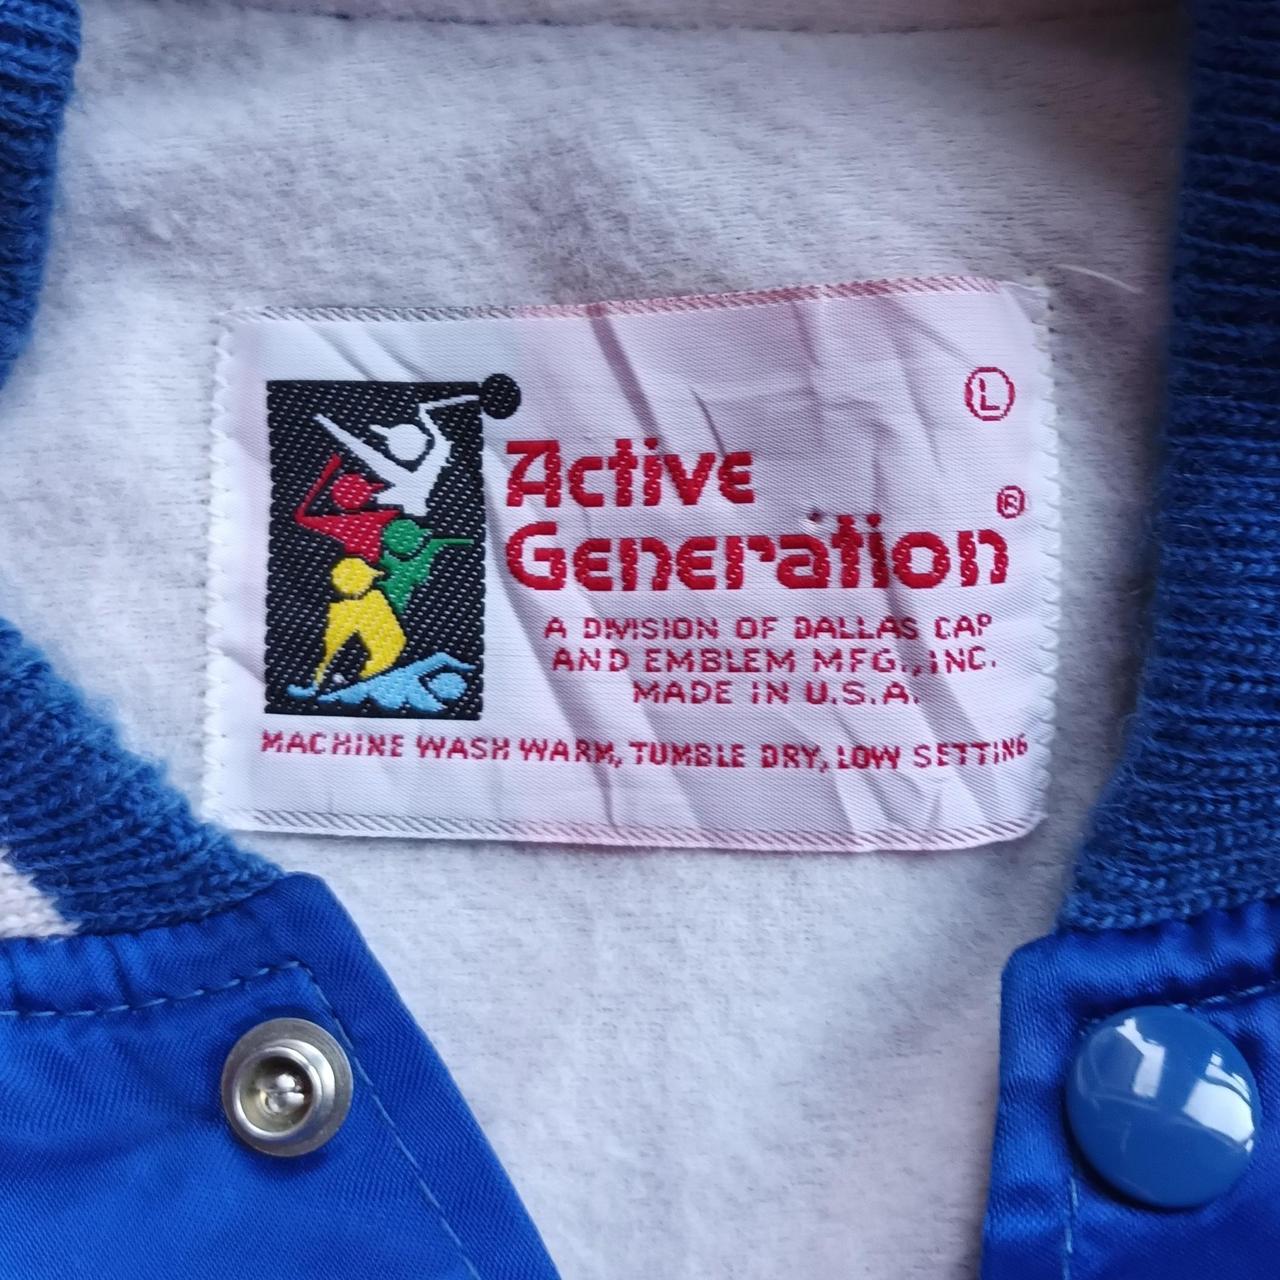 L
Active
Generation®
A DIVISION OF DALLAS CAP
AND EMBLEM MFG., INC.
MADE IN U.S.A.
MACHINE WASH WARM, TUMBLE DRY, LOW SETTING